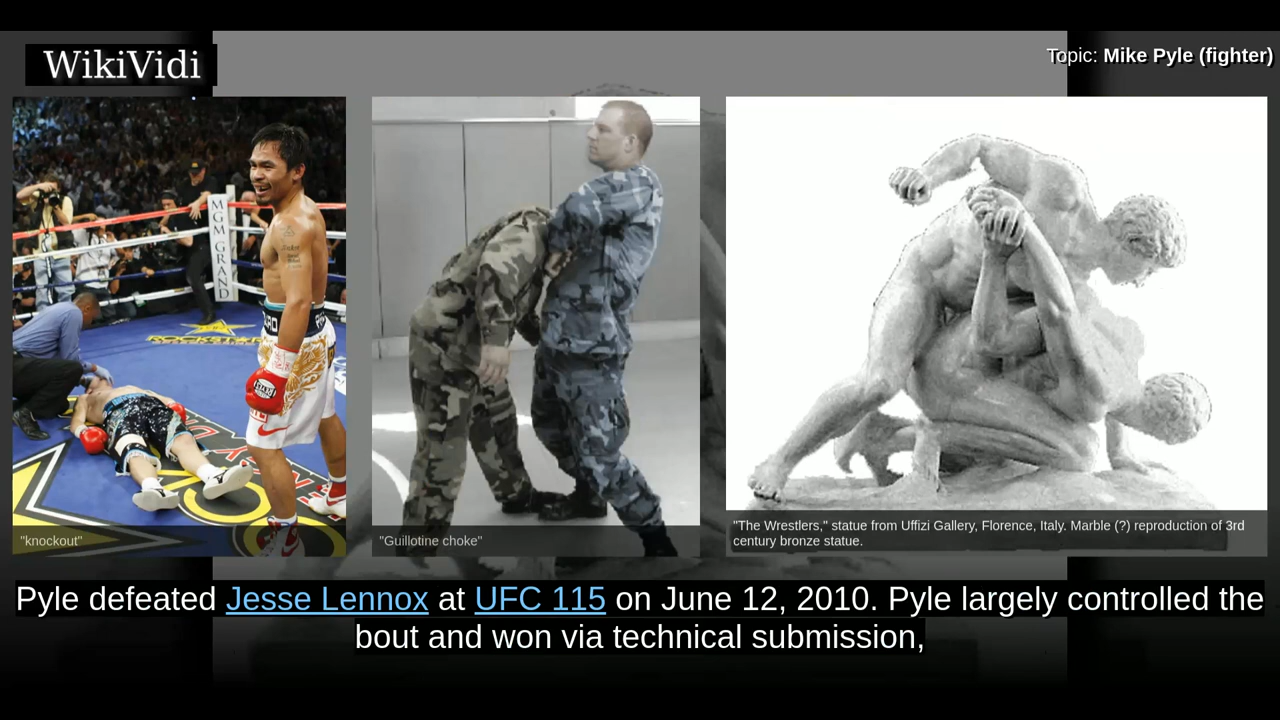 WikiVidi
Topic: Mike Pyle (fighter)
MGM GRAND
"knockout"
"Guillotine choke"
"The Wrestlers," statue from Uffizi Gallery, Florence, Italy. Marble (?) reproduction of 3rd
century bronze statue.
Pyle defeated Jesse Lennox at UFC 115 on June 12, 2010. Pyle largely controlled the
bout and won via technical submission,